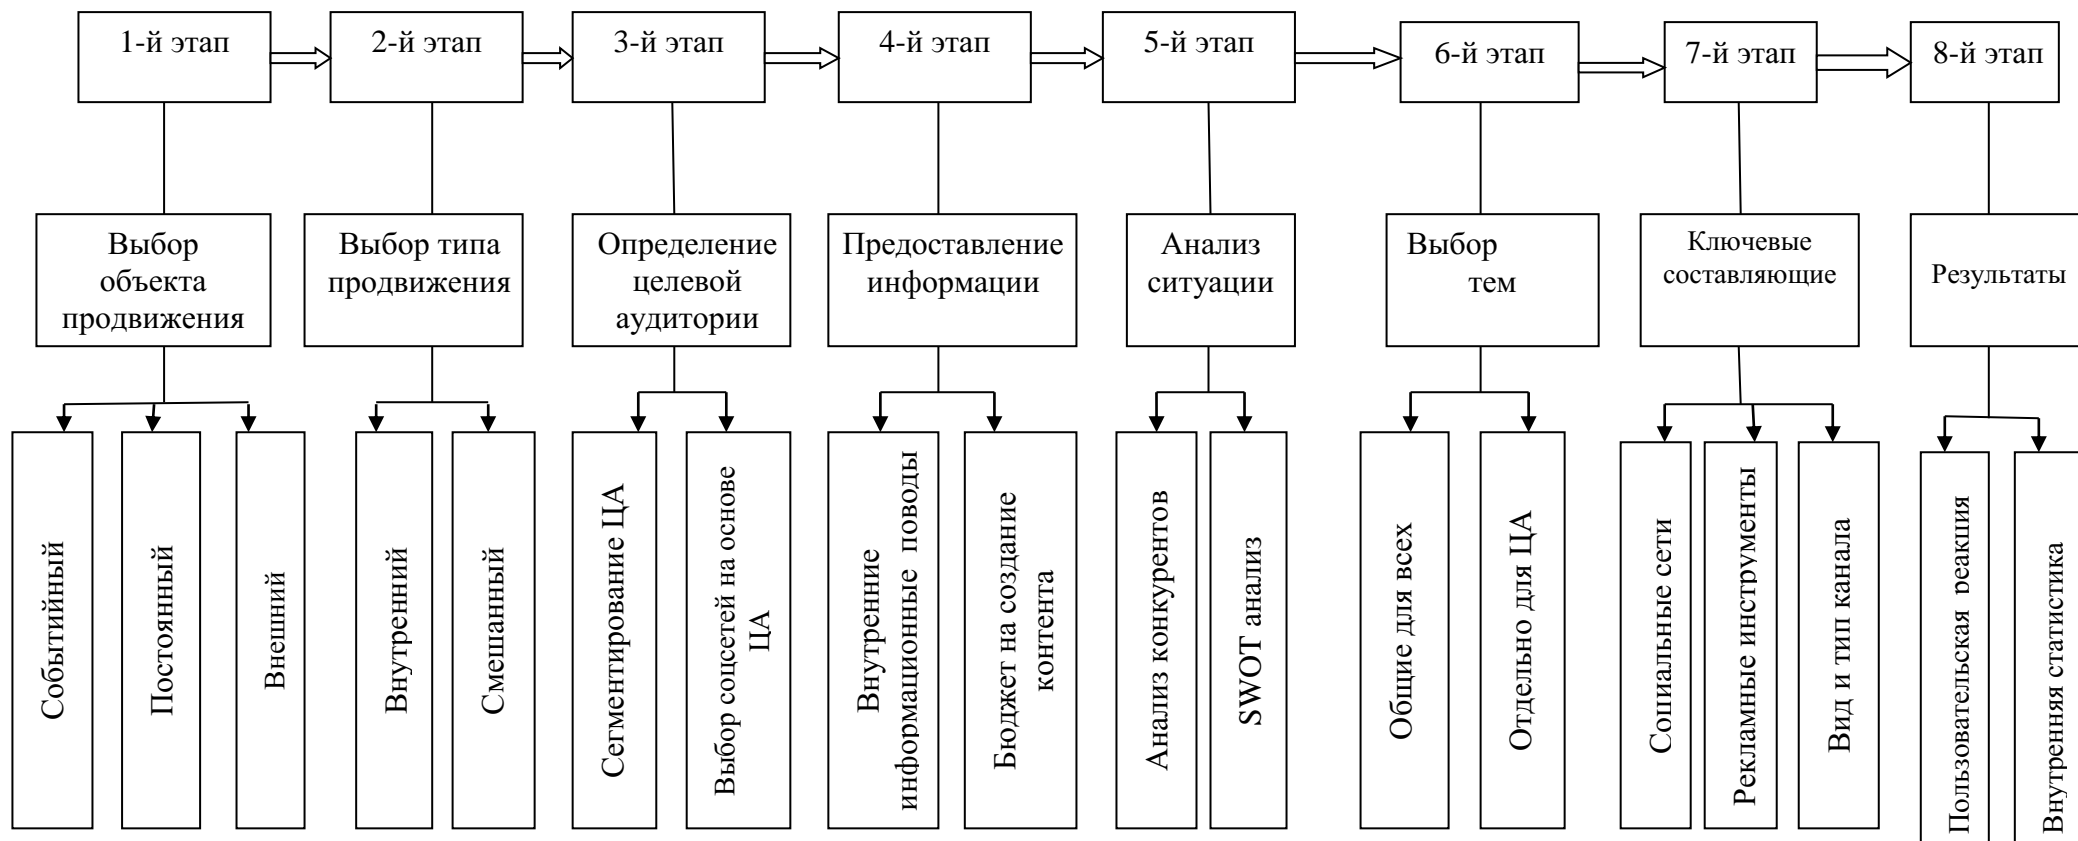 1-й этап
2-й этап
3-й этап
4-й этап
5-й этап
6-й этап
7-й этап
8-й этап
Выбор
объекта
продвижения
Выбор типа
продвижения
Определение
целевой
аудитории
Предоставление
информации
Анализ
ситуации
Выбор
тем
Ключевые
составляющие
Результаты
Событийный
Постоянный
Внешний
Внутренний
Смешанный
Сегментирование ЦА
Выбор соцсетей на основе
ЦА
Внутренние
информационные поводы
Бюджет на создание
контента
Анализ конкурентов
SWOT анализ
Общие для всех
Отдельно для ЦА
Социальные сети
Рекламные инструменты
Вид и тип канала
Пользовательская реакция
Внутренняя статистика